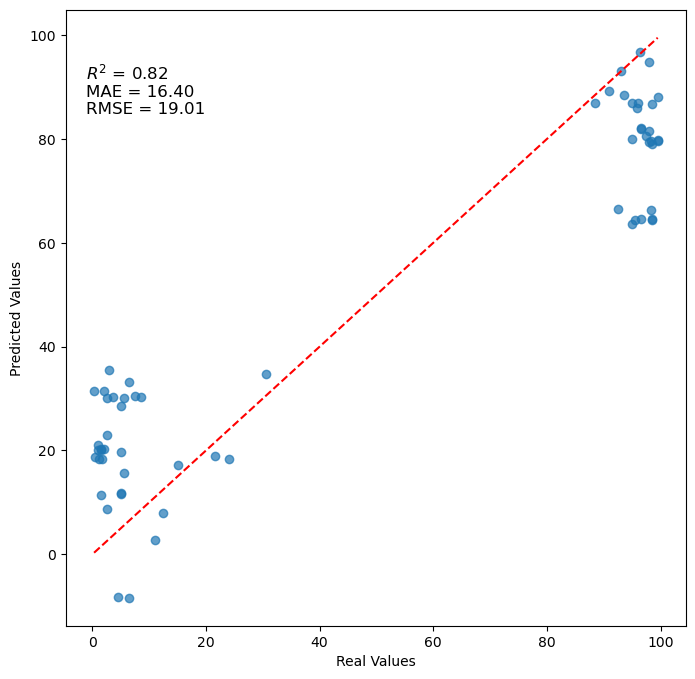 100
80
60
40
20
0
Predicted Values
R² = 0.82
MAE = 16.40
RMSE = 19.01
0 20 40 60 80 100
Real Values